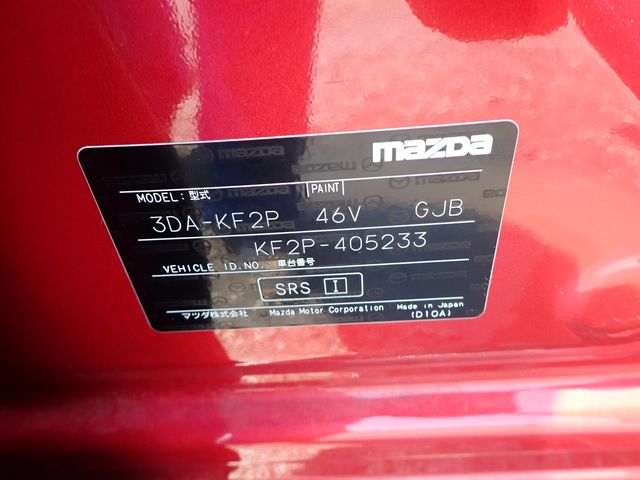 mazda
MODEL: 型式 PAINT
3DA-KF2P 46V GJB
KF2P-405233
VEHICLE ID.NO. 車台番号
SRS I
マツダ株式会社 Mazda Motor Corporation Made in Japan
(D10A)